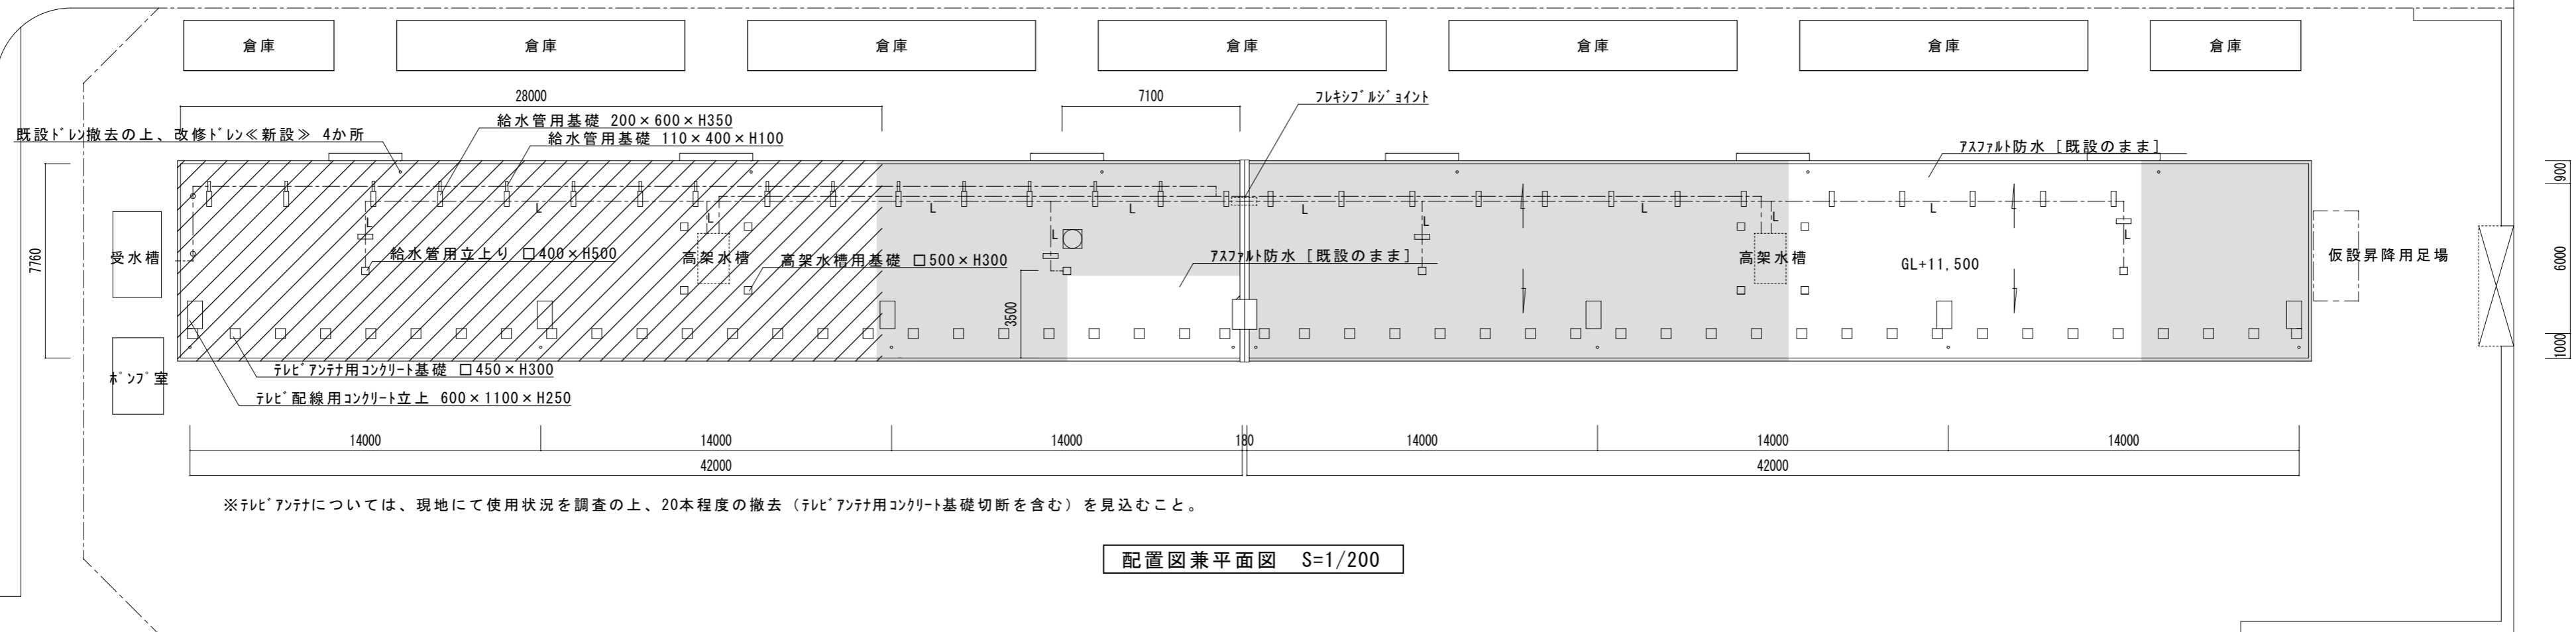 倉庫
倉庫
倉庫
倉庫
倉庫
倉庫
倉庫
28000
7100
ﾌﾚｷｼﾌﾞﾙｼﾞｮｲﾝﾄ
給水管用基礎 200×600×H350
既設ﾄﾞﾚﾝ撤去の上、改修ﾄﾞﾚﾝ≪新設≫ 4か所
給水管用基礎 110×400×H100
ｱｽﾌｧﾙﾄ防水 [既設のまま]
900
L
L
L
L
L
L
L
L
L
L
L
L
L
7760
受水槽
給水管用立上り □400×H500
高架水槽
高架水槽用基礎 □500×H300
ｱｽﾌｧﾙﾄ防水 [既設のまま]
高架水槽
GL+11,500
仮設昇降用足場
6000
3500
1000
ﾎﾟﾝﾌﾟ室
ﾃﾚﾋﾞｱﾝﾃﾅ用ｺﾝｸﾘｰﾄ基礎 □450×H300
ﾃﾚﾋﾞ配線用ｺﾝｸﾘｰﾄ立上 600×1100×H250
14000
14000
14000
180
14000
14000
14000
42000
42000
※ﾃﾚﾋﾞｱﾝﾃﾅについては、現地にて使用状況を調査の上、20本程度の撤去（ﾃﾚﾋﾞｱﾝﾃﾅ用ｺﾝｸﾘｰﾄ基礎切断を含む）を見込むこと。
配置図兼平面図 S=1/200